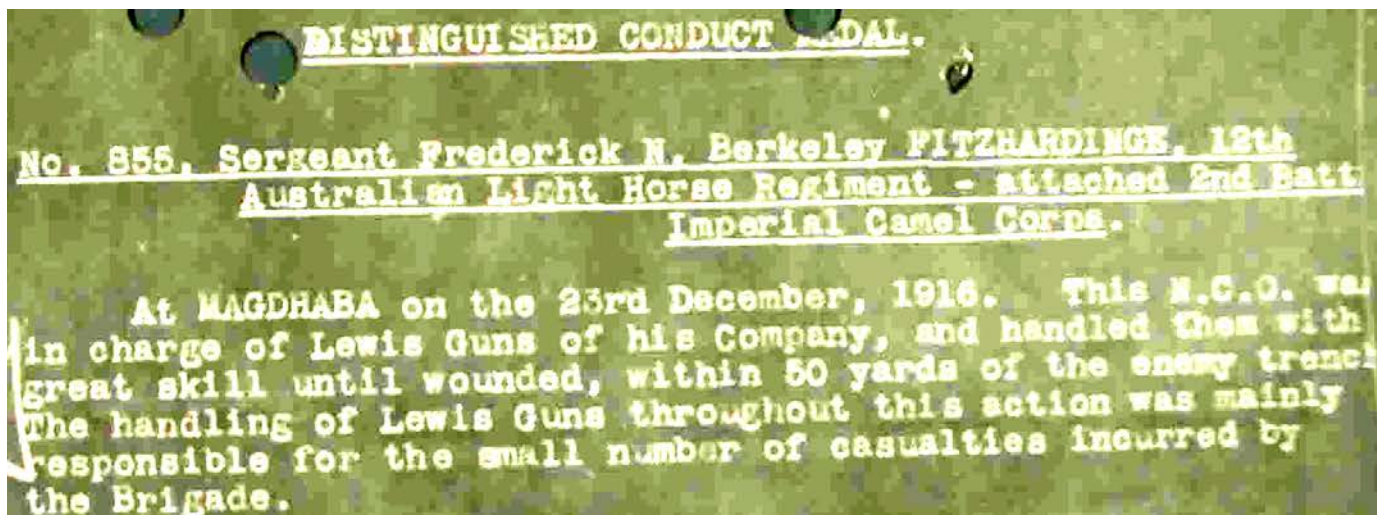 DISTINGUISHED CONDUCT MEDAL.
No. 855, Sergeant Frederick N. Berkeley FITZHARDINGE, 12th
Australian Light Horse Regiment - attached 2nd Batt
Imperial Camel Corps.
At MAGDHABA on the 23rd December, 1916. This N.C.O. was
in charge of Lewis Guns of his Company, and handled them with
great skill until wounded, within 50 yards of the enemy trench
The handling of Lewis Guns throughout this action was mainly
responsible for the small number of casualties incurred by
the Brigade.